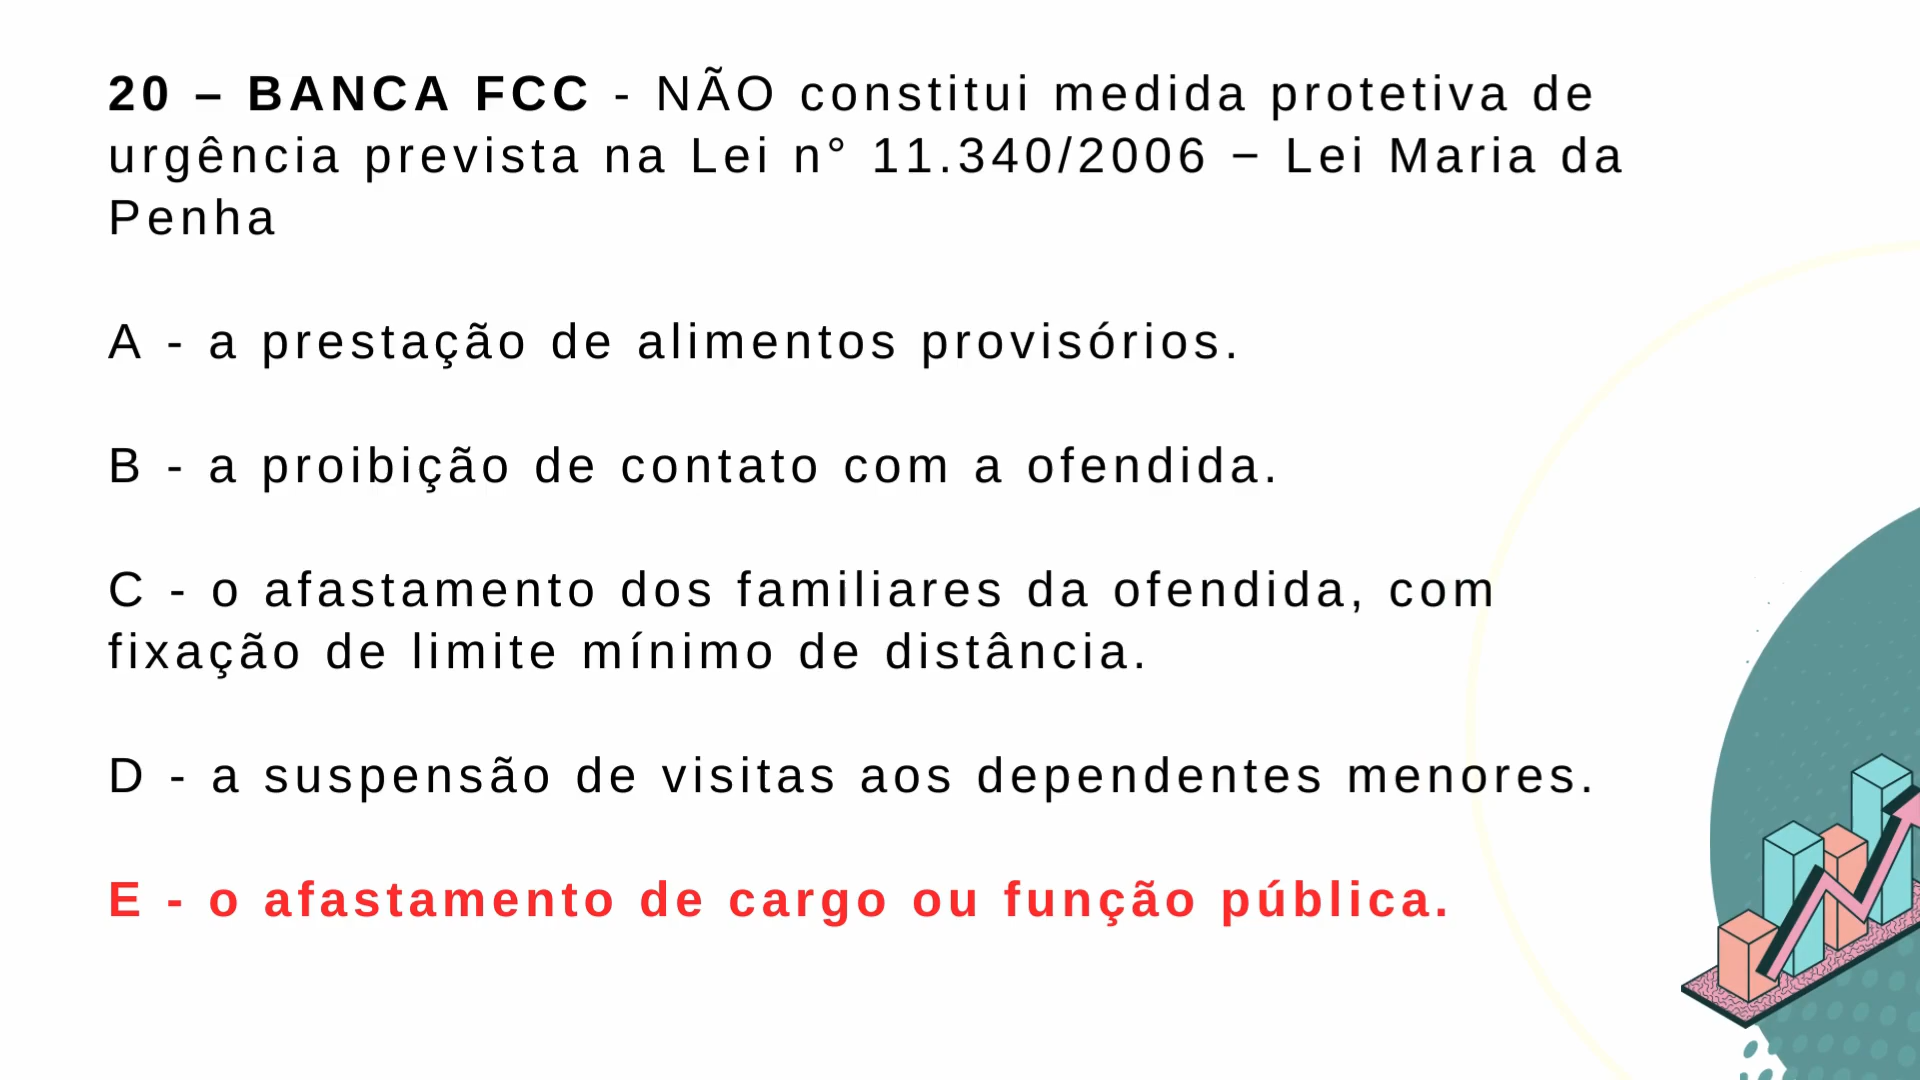 20 – BANCA FCC - NÃO constitui medida protetiva de
urgência prevista na Lei n° 11.340/2006 − Lei Maria da
Penha
A - a prestação de alimentos provisórios.
B - a proibição de contato com a ofendida.
C - o afastamento dos familiares da ofendida, com
fixação de limite mínimo de distância.
D - a suspensão de visitas aos dependentes menores.
E - o afastamento de cargo ou função pública.